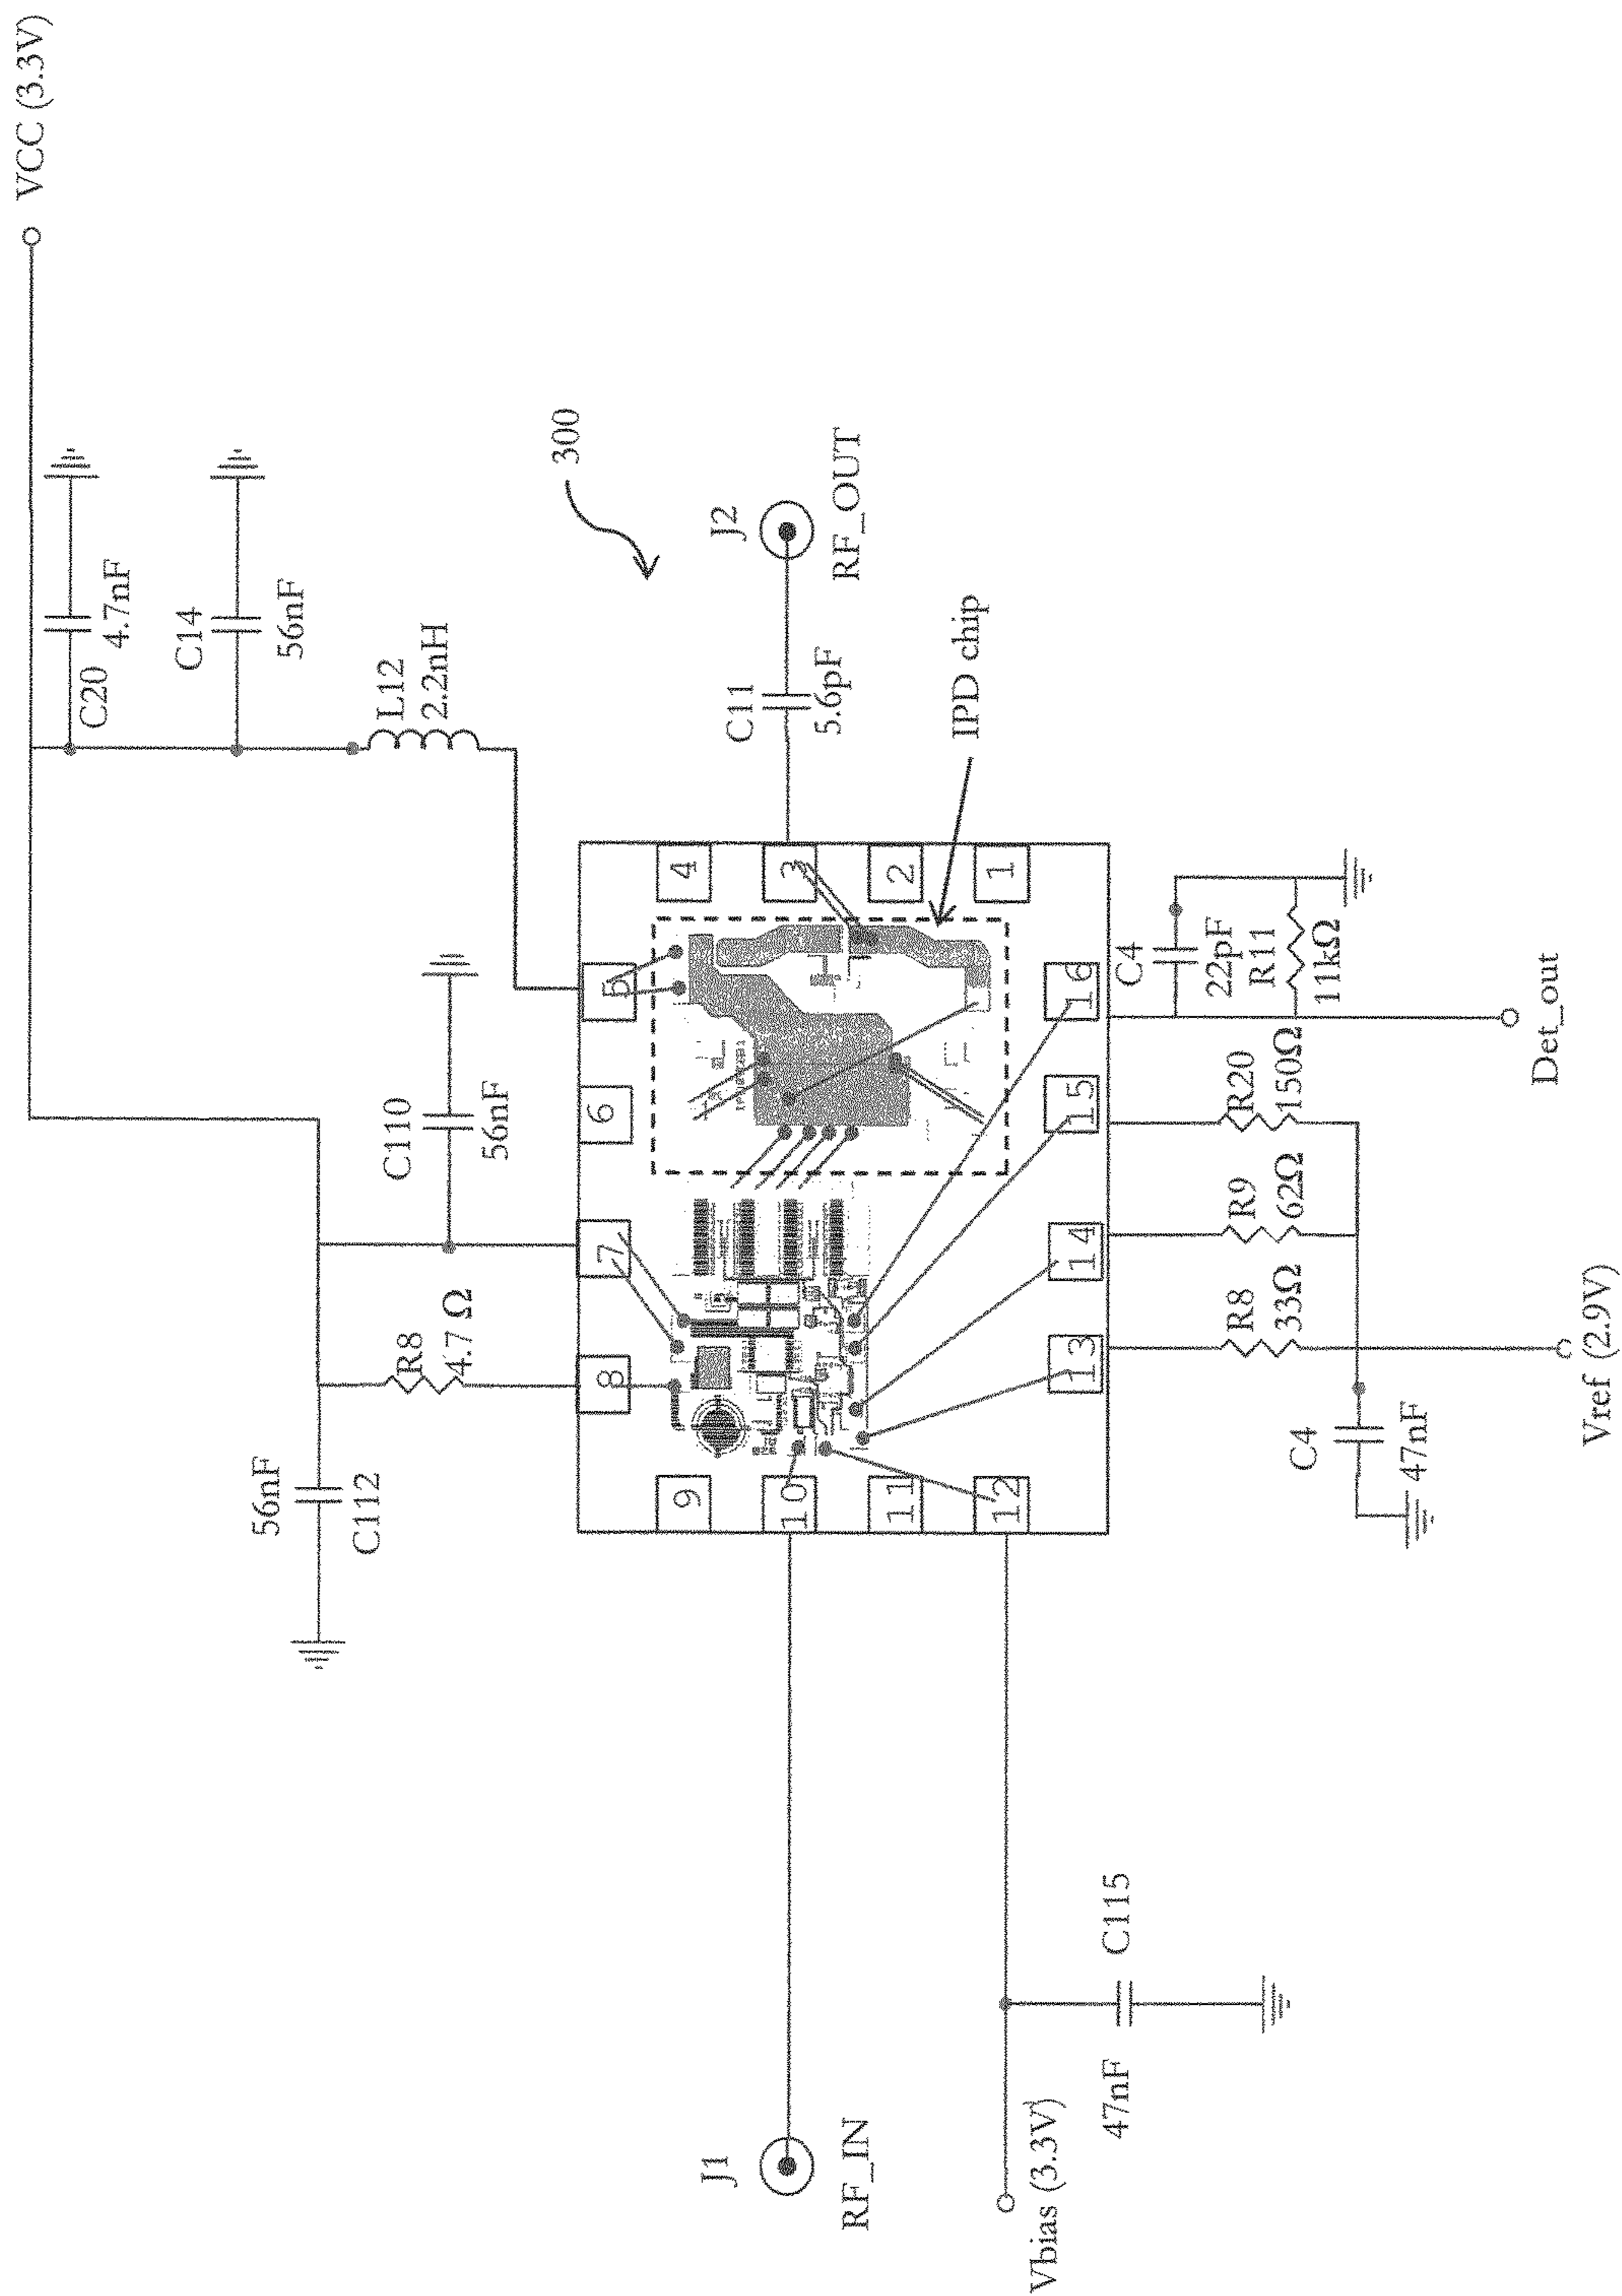 VCC (3.3V)
C20
4.7nF
C14
56nF
L12
2.2nH
300
J2
RF_OUT
C11
5.6pF
IPD chip
C110
56nF
R8
4.7 Ω
56nF
C112
5
6
7
8
4
3
2
1
9
10
11
12
16
15
14
13
C4
22pF
R11
11kΩ
Det_out
R20
150Ω
R9
62Ω
R8
33Ω
Vref (2.9V)
C4
47nF
J1
RF_IN
Vbias (3.3V)
47nF
C115